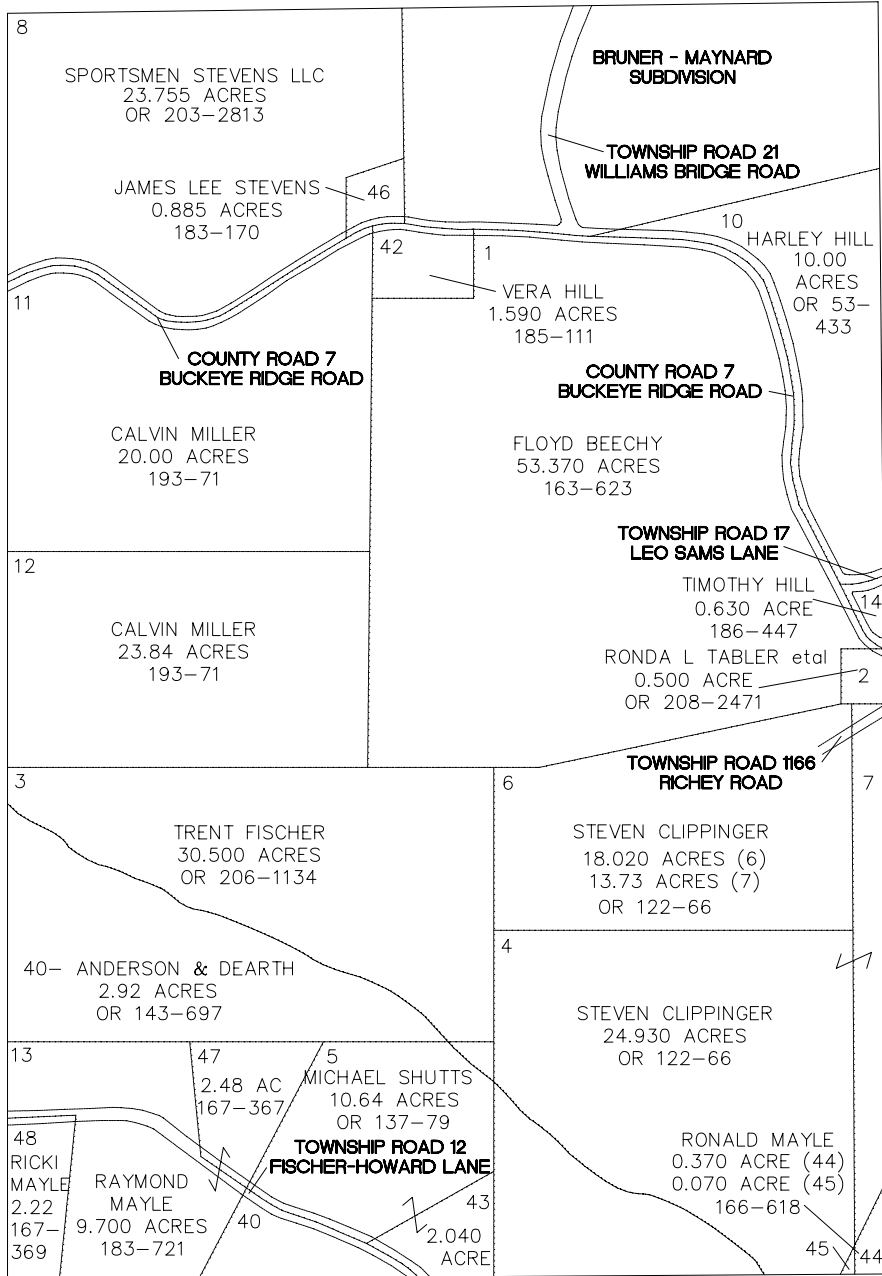 8
SPORTSMEN STEVENS LLC
23.755 ACRES
OR 203-2813
BRUNER - MAYNARD
SUBDIVISION
TOWNSHIP ROAD 21
WILLIAMS BRIDGE ROAD
JAMES LEE STEVENS
0.885 ACRES
183-170
46
10
HARLEY HILL
10.00
ACRES
OR 53-
433
42
1
VERA HILL
1.590 ACRES
185-111
11
COUNTY ROAD 7
BUCKEYE RIDGE ROAD
COUNTY ROAD 7
BUCKEYE RIDGE ROAD
CALVIN MILLER
20.00 ACRES
193-71
FLOYD BEECHY
53.370 ACRES
163-623
TOWNSHIP ROAD 17
LEO SAMS LANE
12
CALVIN MILLER
23.84 ACRES
193-71
TIMOTHY HILL
0.630 ACRE
186-447
14
RONDA L TABLER etal
0.500 ACRE
OR 208-2471
2
TOWNSHIP ROAD 1166
RICHEY ROAD
3
TRENT FISCHER
30.500 ACRES
OR 206-1134
6
7
STEVEN CLIPPINGER
18.020 ACRES (6)
13.73 ACRES (7)
OR 122-66
40- ANDERSON & DEARTH
2.92 ACRES
OR 143-697
4
STEVEN CLIPPINGER
24.930 ACRES
OR 122-66
13
47
2.48 AC
167-367
5
MICHAEL SHUTTS
10.64 ACRES
OR 137-79
TOWNSHIP ROAD 12
FISCHER-HOWARD LANE
48
RICKI
MAYLE
2.22
167-
369
RAYMOND
MAYLE
9.700 ACRES
183-721
40
43
2.040
ACRE
RONALD MAYLE
0.370 ACRE (44)
0.070 ACRE (45)
166-618
45
44